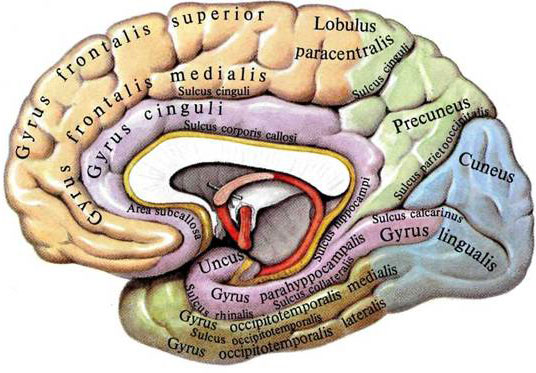 Gyrus frontalis superior
Lobulus
paracentralis
Sulcus cinguli
Gyrus frontalis medialis
Sulcus cinguli
Gyrus cinguli
Sulcus corporis callosi
Precuneus
Sulcus parietooccipitalis
Cuneus
Area subcallosa
Sulcus hippocampi
Sulcus calcarinus
Gyrus lingualis
Uncus
Gyrus parahyppocampalis
Sulcus collateralis
Sulcus rhinalis
Gyrus occipitotemporalis medialis
Sulcus occipitotemporalis
Gyrus occipitotemporalis lateralis